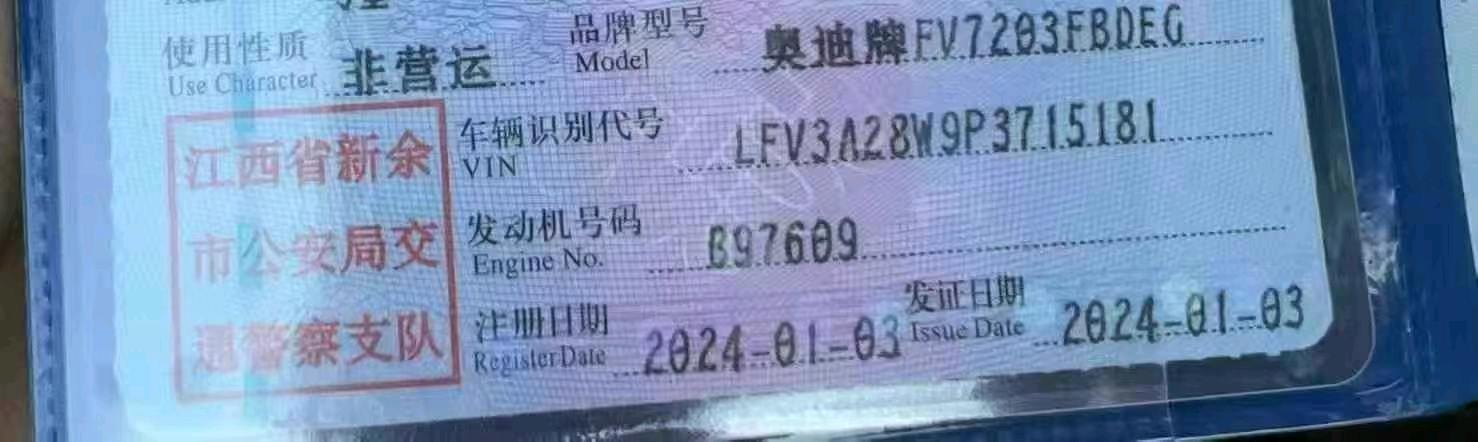 使用性质 非营运 品牌型号 奥迪牌FV7203FBDEG
Use Character Model
车辆识别代号 LFV3A28W9P3715181
VIN
发动机号码 B97609
Engine No.
注册日期 2024-01-03 发证日期 2024-01-03
Register Date Issue Date
江西省新余
市公安局交
通警察支队